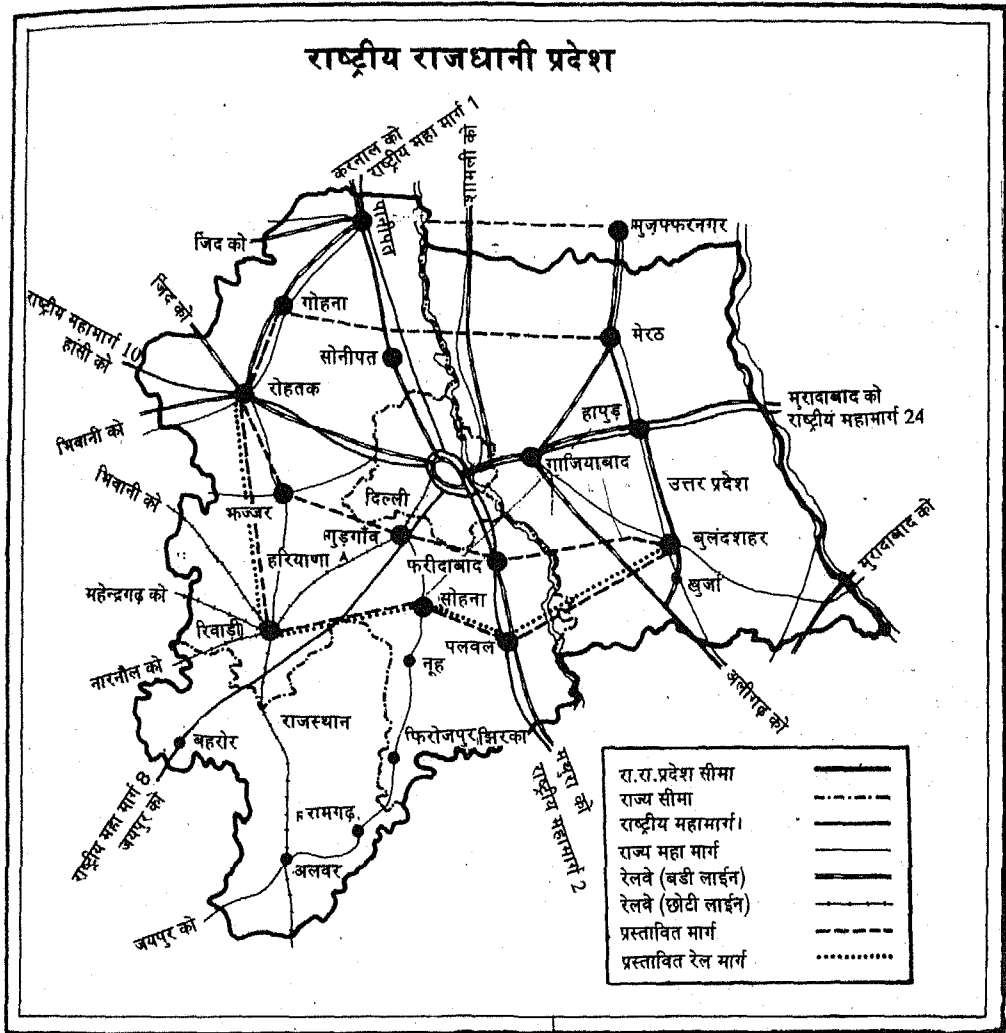 राष्ट्रीय राजधानी प्रदेश
करनाल को
राष्ट्रीय महा मार्ग 1
शामली को
पानीपत
मुज़फ्फरनगर
जिंद को
जिंद को
गोहना
राष्ट्रीय महामार्ग 10
हांसी को
सोनीपत
मेरठ
रोहतक
मुरादाबाद को
राष्ट्रीय महामार्ग 24
हापुड़
भिवानी को
गाजियाबाद
भिवानी को
दिल्ली
उत्तर प्रदेश
झज्जर
गुड़गाँव
बुलंदशहर
मुरादाबाद को
हरियाणा
फरीदाबाद
खुर्जा
महेन्द्रगढ़ को
सोहना
रिवाड़ी
पलवल
नारनौल को
नूह
अलीगढ़ को
राजस्थान
बहरोर
फिरोजपुर झिरका
मथुरा को
राष्ट्रीय महामार्ग 2
राष्ट्रीय महा मार्ग 8
जयपुर को
रामगढ़
अलवर
जयपुर को
रा.रा.प्रदेश सीमा
राज्य सीमा
राष्ट्रीय महामार्ग।
राज्य महा मार्ग
रेलवे (बडी लाईन)
रेलवे (छोटी लाईन)
प्रस्तावित मार्ग
प्रस्तावित रेल मार्ग